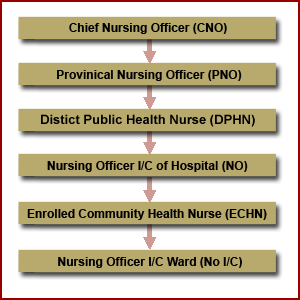 Chief Nursing Officer (CNO)
Provinical Nursing Officer (PNO)
Distict Public Health Nurse (DPHN)
Nursing Officer I/C of Hospital (NO)
Enrolled Community Health Nurse (ECHN)
Nursing Officer I/C Ward (No I/C)